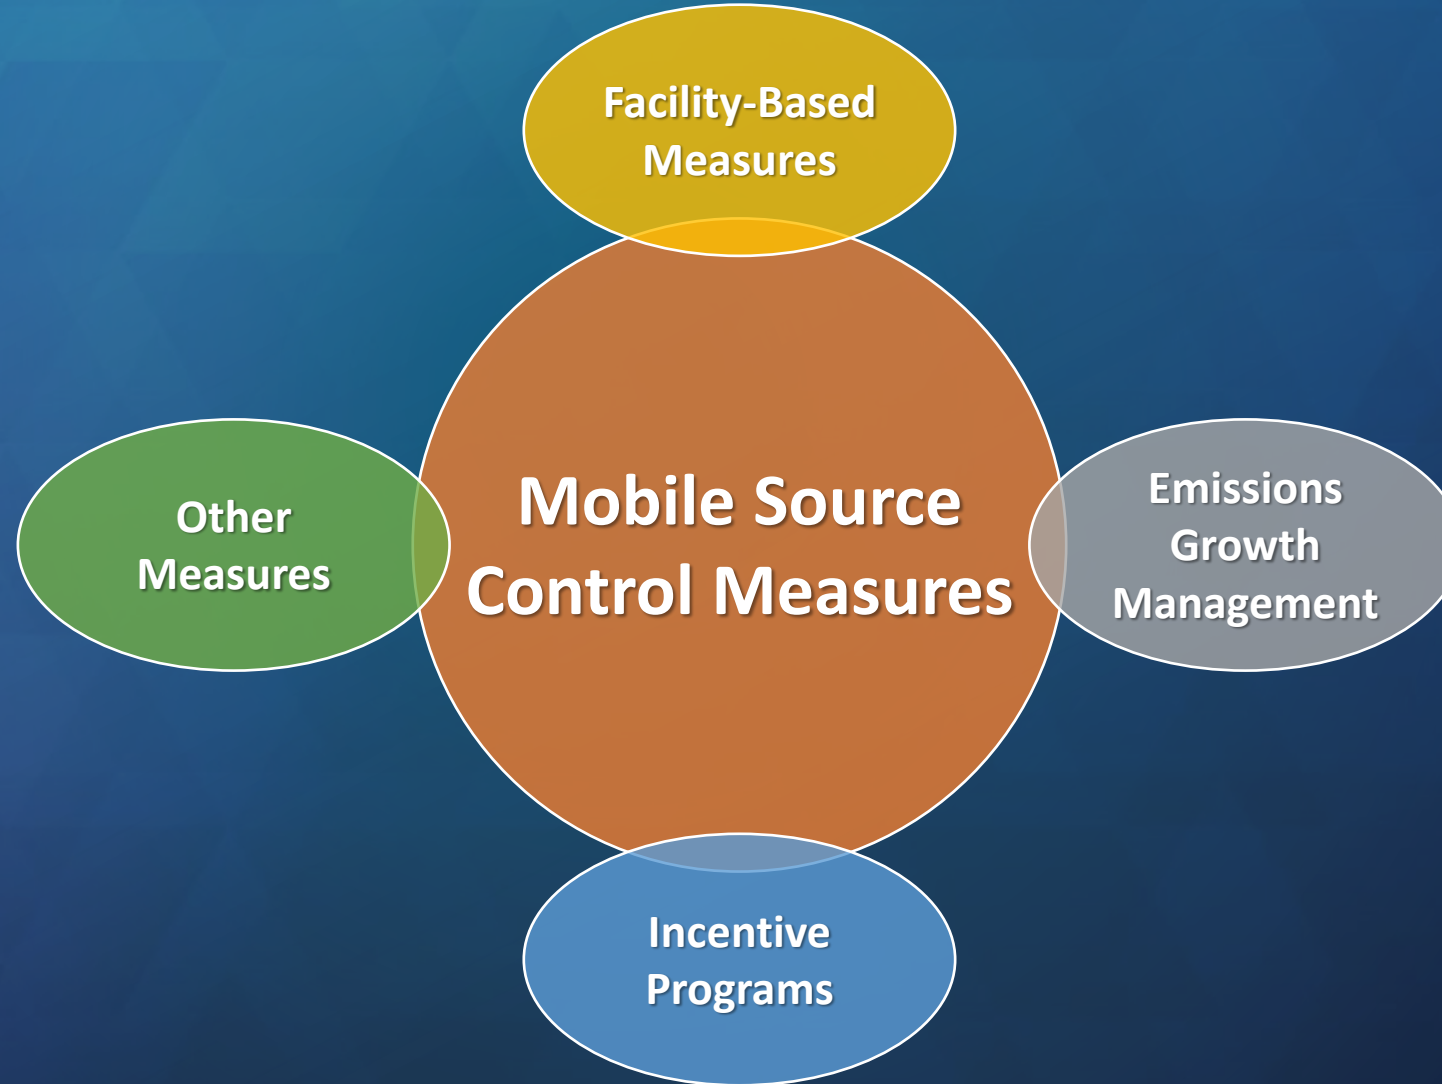 Facility-Based
Measures
Mobile Source
Control Measures
Other
Measures
Emissions
Growth
Management
Incentive
Programs